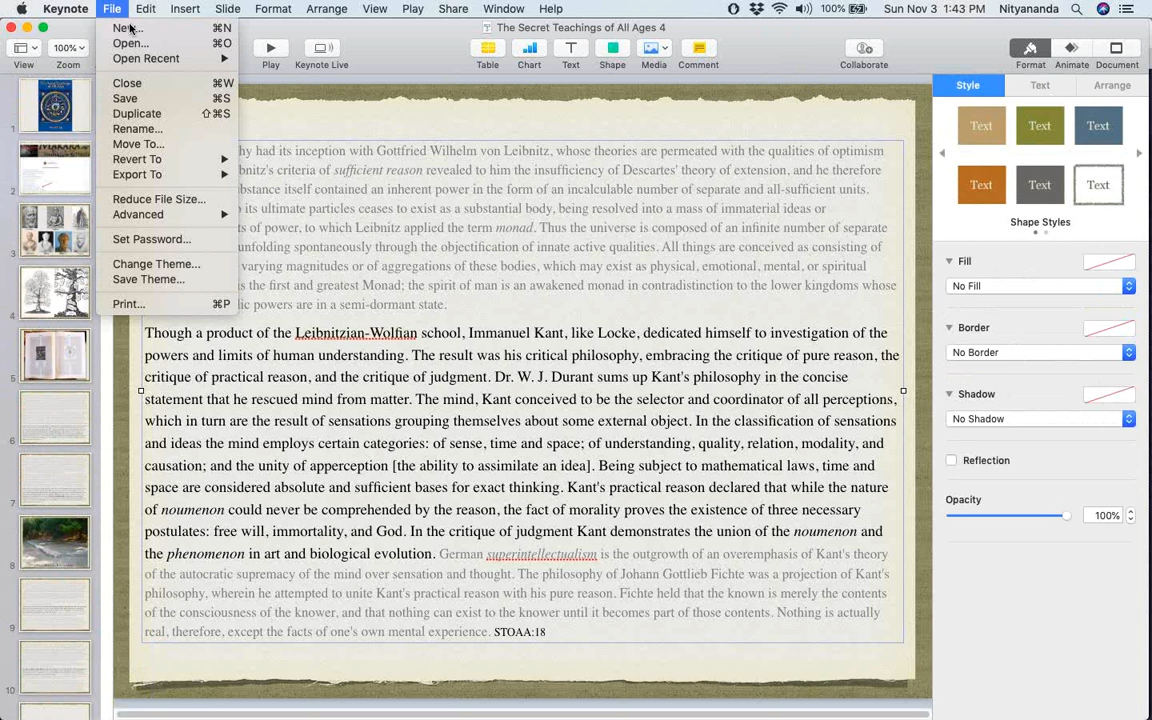 Keynote File Edit Insert Slide Format Arrange View Play Share Window Help 100% Sun Nov 3 1:43 PM Nityananda
The Secret Teachings of All Ages 4
100%
View Zoom Play Keynote Live Table Chart Text Shape Media Comment Collaborate Format Animate Document
⌘N
Open... ⌘O
Open Recent
Close ⌘W
Save ⌘S
Duplicate ⇧⌘S
Rename...
Move To...
Revert To
Export To
Reduce File Size...
Advanced
Set Password...
Change Theme...
Save Theme...
Print... ⌘P
1
2
3
4
5
6
7
8
9
10
hy had its inception with Gottfried Wilhelm von Leibnitz, whose theories are permeated with the qualities of optimism
bnitz's criteria of sufficient reason revealed to him the insufficiency of Descartes' theory of extension, and he therefore
bstance itself contained an inherent power in the form of an incalculable number of separate and all-sufficient units.
its ultimate particles ceases to exist as a substantial body, being resolved into a mass of immaterial ideas or
ts of power, to which Leibnitz applied the term monad. Thus the universe is composed of an infinite number of separate
unfolding spontaneously through the objectification of innate active qualities. All things are conceived as consisting of
varying magnitudes or of aggregations of these bodies, which may exist as physical, emotional, mental, or spiritual
is the first and greatest Monad; the spirit of man is an awakened monad in contradistinction to the lower kingdoms whose
ic powers are in a semi-dormant state.
Though a product of the Leibnitzian-Wolfian school, Immanuel Kant, like Locke, dedicated himself to investigation of the
powers and limits of human understanding. The result was his critical philosophy, embracing the critique of pure reason, the
critique of practical reason, and the critique of judgment. Dr. W. J. Durant sums up Kant's philosophy in the concise
statement that he rescued mind from matter. The mind, Kant conceived to be the selector and coordinator of all perceptions,
which in turn are the result of sensations grouping themselves about some external object. In the classification of sensations
and ideas the mind employs certain categories: of sense, time and space; of understanding, quality, relation, modality, and
causation; and the unity of apperception [the ability to assimilate an idea]. Being subject to mathematical laws, time and
space are considered absolute and sufficient bases for exact thinking. Kant's practical reason declared that while the nature
of noumenon could never be comprehended by the reason, the fact of morality proves the existence of three necessary
postulates: free will, immortality, and God. In the critique of judgment Kant demonstrates the union of the noumenon and
the phenomenon in art and biological evolution. German superintellectualism is the outgrowth of an overemphasis of Kant's theory
of the autocratic supremacy of the mind over sensation and thought. The philosophy of Johann Gottlieb Fichte was a projection of Kant's
philosophy, wherein he attempted to unite Kant's practical reason with his pure reason. Fichte held that the known is merely the contents
of the consciousness of the knower, and that nothing can exist to the knower until it becomes part of those contents. Nothing is actually
real, therefore, except the facts of one's own mental experience. STOAA:18
Style Text Arrange
Text Text Text
Text Text Text
Shape Styles
Fill
No Fill
Border
No Border
Shadow
No Shadow
Reflection
Opacity
100%